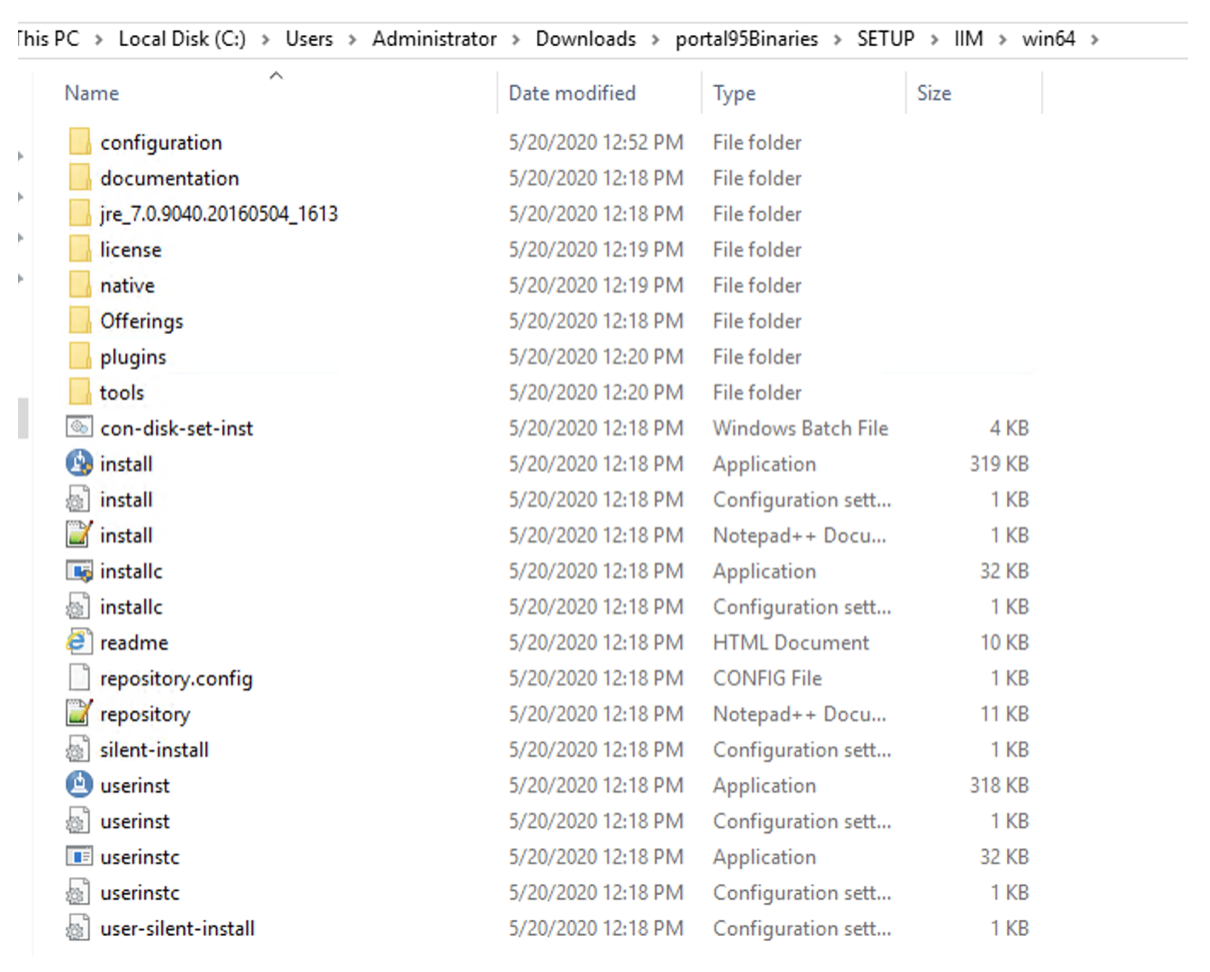 This PC > Local Disk (C:) > Users > Administrator > Downloads > portal95Binaries > SETUP > IIM > win64 >
Name Date modified Type Size
configuration 5/20/2020 12:52 PM File folder
documentation 5/20/2020 12:18 PM File folder
jre_7.0.9040.20160504_1613 5/20/2020 12:18 PM File folder
license 5/20/2020 12:19 PM File folder
native 5/20/2020 12:19 PM File folder
Offerings 5/20/2020 12:18 PM File folder
plugins 5/20/2020 12:20 PM File folder
tools 5/20/2020 12:20 PM File folder
con-disk-set-inst 5/20/2020 12:18 PM Windows Batch File 4 KB
install 5/20/2020 12:18 PM Application 319 KB
install 5/20/2020 12:18 PM Configuration sett... 1 KB
install 5/20/2020 12:18 PM Notepad++ Docu... 1 KB
installc 5/20/2020 12:18 PM Application 32 KB
installc 5/20/2020 12:18 PM Configuration sett... 1 KB
readme 5/20/2020 12:18 PM HTML Document 10 KB
repository.config 5/20/2020 12:18 PM CONFIG File 1 KB
repository 5/20/2020 12:18 PM Notepad++ Docu... 11 KB
silent-install 5/20/2020 12:18 PM Configuration sett... 1 KB
userinst 5/20/2020 12:18 PM Application 318 KB
userinst 5/20/2020 12:18 PM Configuration sett... 1 KB
userinstc 5/20/2020 12:18 PM Application 32 KB
userinstc 5/20/2020 12:18 PM Configuration sett... 1 KB
user-silent-install 5/20/2020 12:18 PM Configuration sett... 1 KB